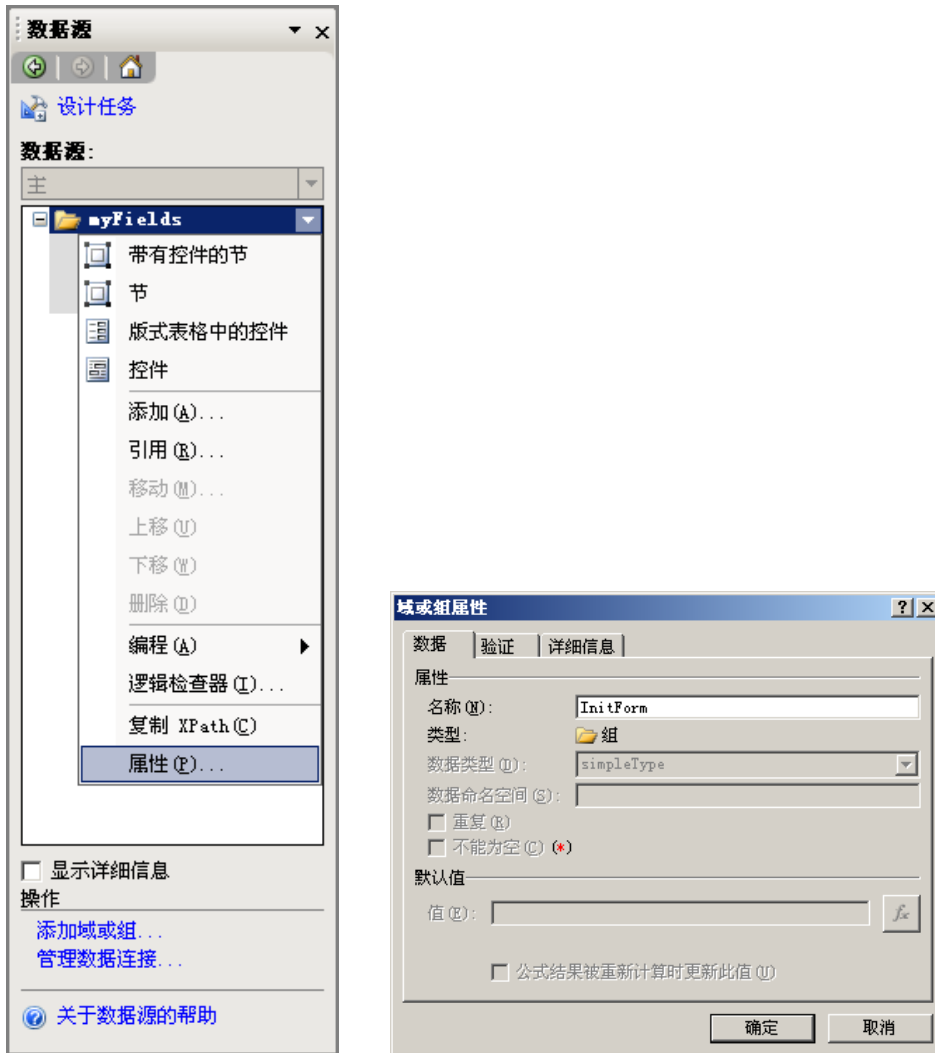 数据源
设计任务
数据源:
主
myFields
带有控件的节
节
版式表格中的控件
控件
添加(A)...
引用(R)...
移动(M)...
上移(U)
下移(W)
删除(D)
编程(A)
逻辑检查器(I)...
复制 XPath(C)
属性(P)...
显示详细信息
操作
添加域或组...
管理数据连接...
关于数据源的帮助
域或组属性
数据 验证 详细信息
属性
名称(N): InitForm
类型: 组
数据类型(D): simpleType
数据命名空间(S):
重复(R)
不能为空(C) (*)
默认值
值(E): fx
公式结果被重新计算时更新此值(U)
确定 取消